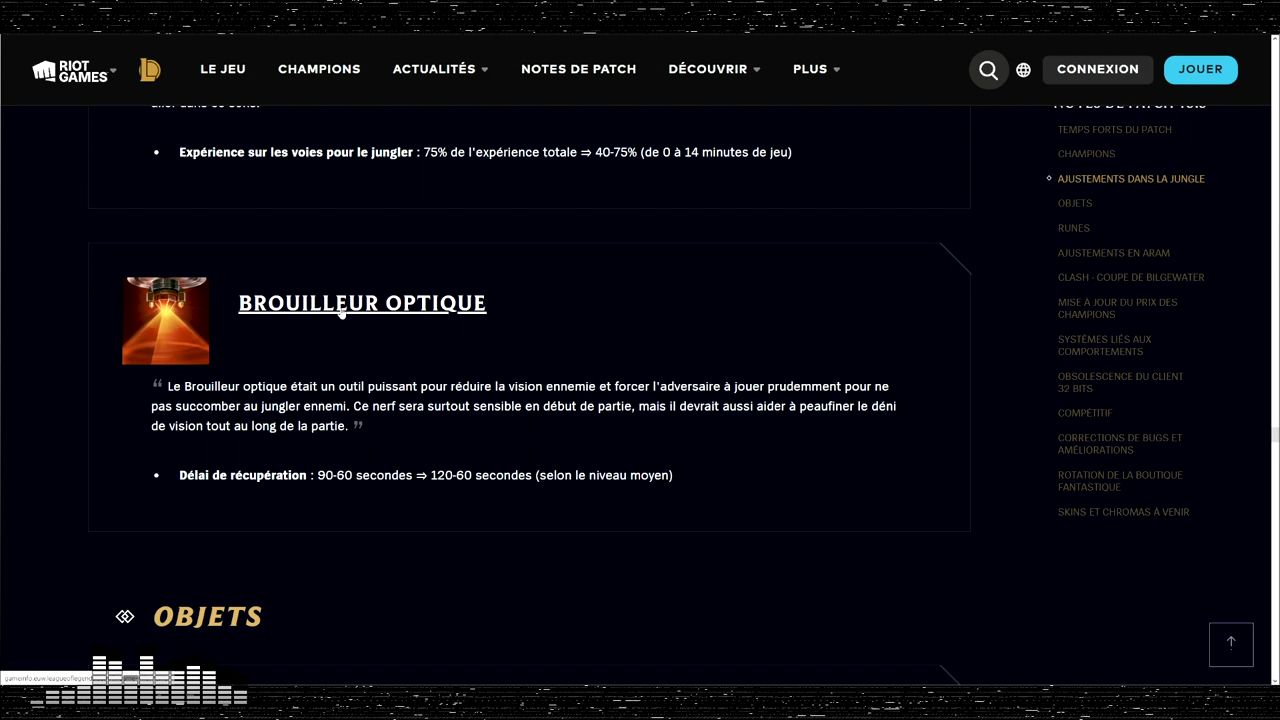 RIOT GAMES
LE JEU
CHAMPIONS
ACTUALITÉS
NOTES DE PATCH
DÉCOUVRIR
PLUS
CONNEXION
JOUER
• Expérience sur les voies pour le jungler : 75% de l'expérience totale ⇒ 40-75% (de 0 à 14 minutes de jeu)
BROUILLEUR OPTIQUE
“ Le Brouilleur optique était un outil puissant pour réduire la vision ennemie et forcer l'adversaire à jouer prudemment pour ne
pas succomber au jungler ennemi. Ce nerf sera surtout sensible en début de partie, mais il devrait aussi aider à peaufiner le déni
de vision tout au long de la partie. ”
• Délai de récupération : 90-60 secondes ⇒ 120-60 secondes (selon le niveau moyen)
OBJETS
TEMPS FORTS DU PATCH
CHAMPIONS
AJUSTEMENTS DANS LA JUNGLE
OBJETS
RUNES
AJUSTEMENTS EN ARAM
CLASH - COUPE DE BILGEWATER
MISE À JOUR DU PRIX DES
CHAMPIONS
SYSTÈMES LIÉS AUX
COMPORTEMENTS
OBSOLESCENCE DU CLIENT
32 BITS
COMPÉTITIF
CORRECTIONS DE BUGS ET
AMÉLIORATIONS
ROTATION DE LA BOUTIQUE
FANTASTIQUE
SKINS ET CHROMAS À VENIR